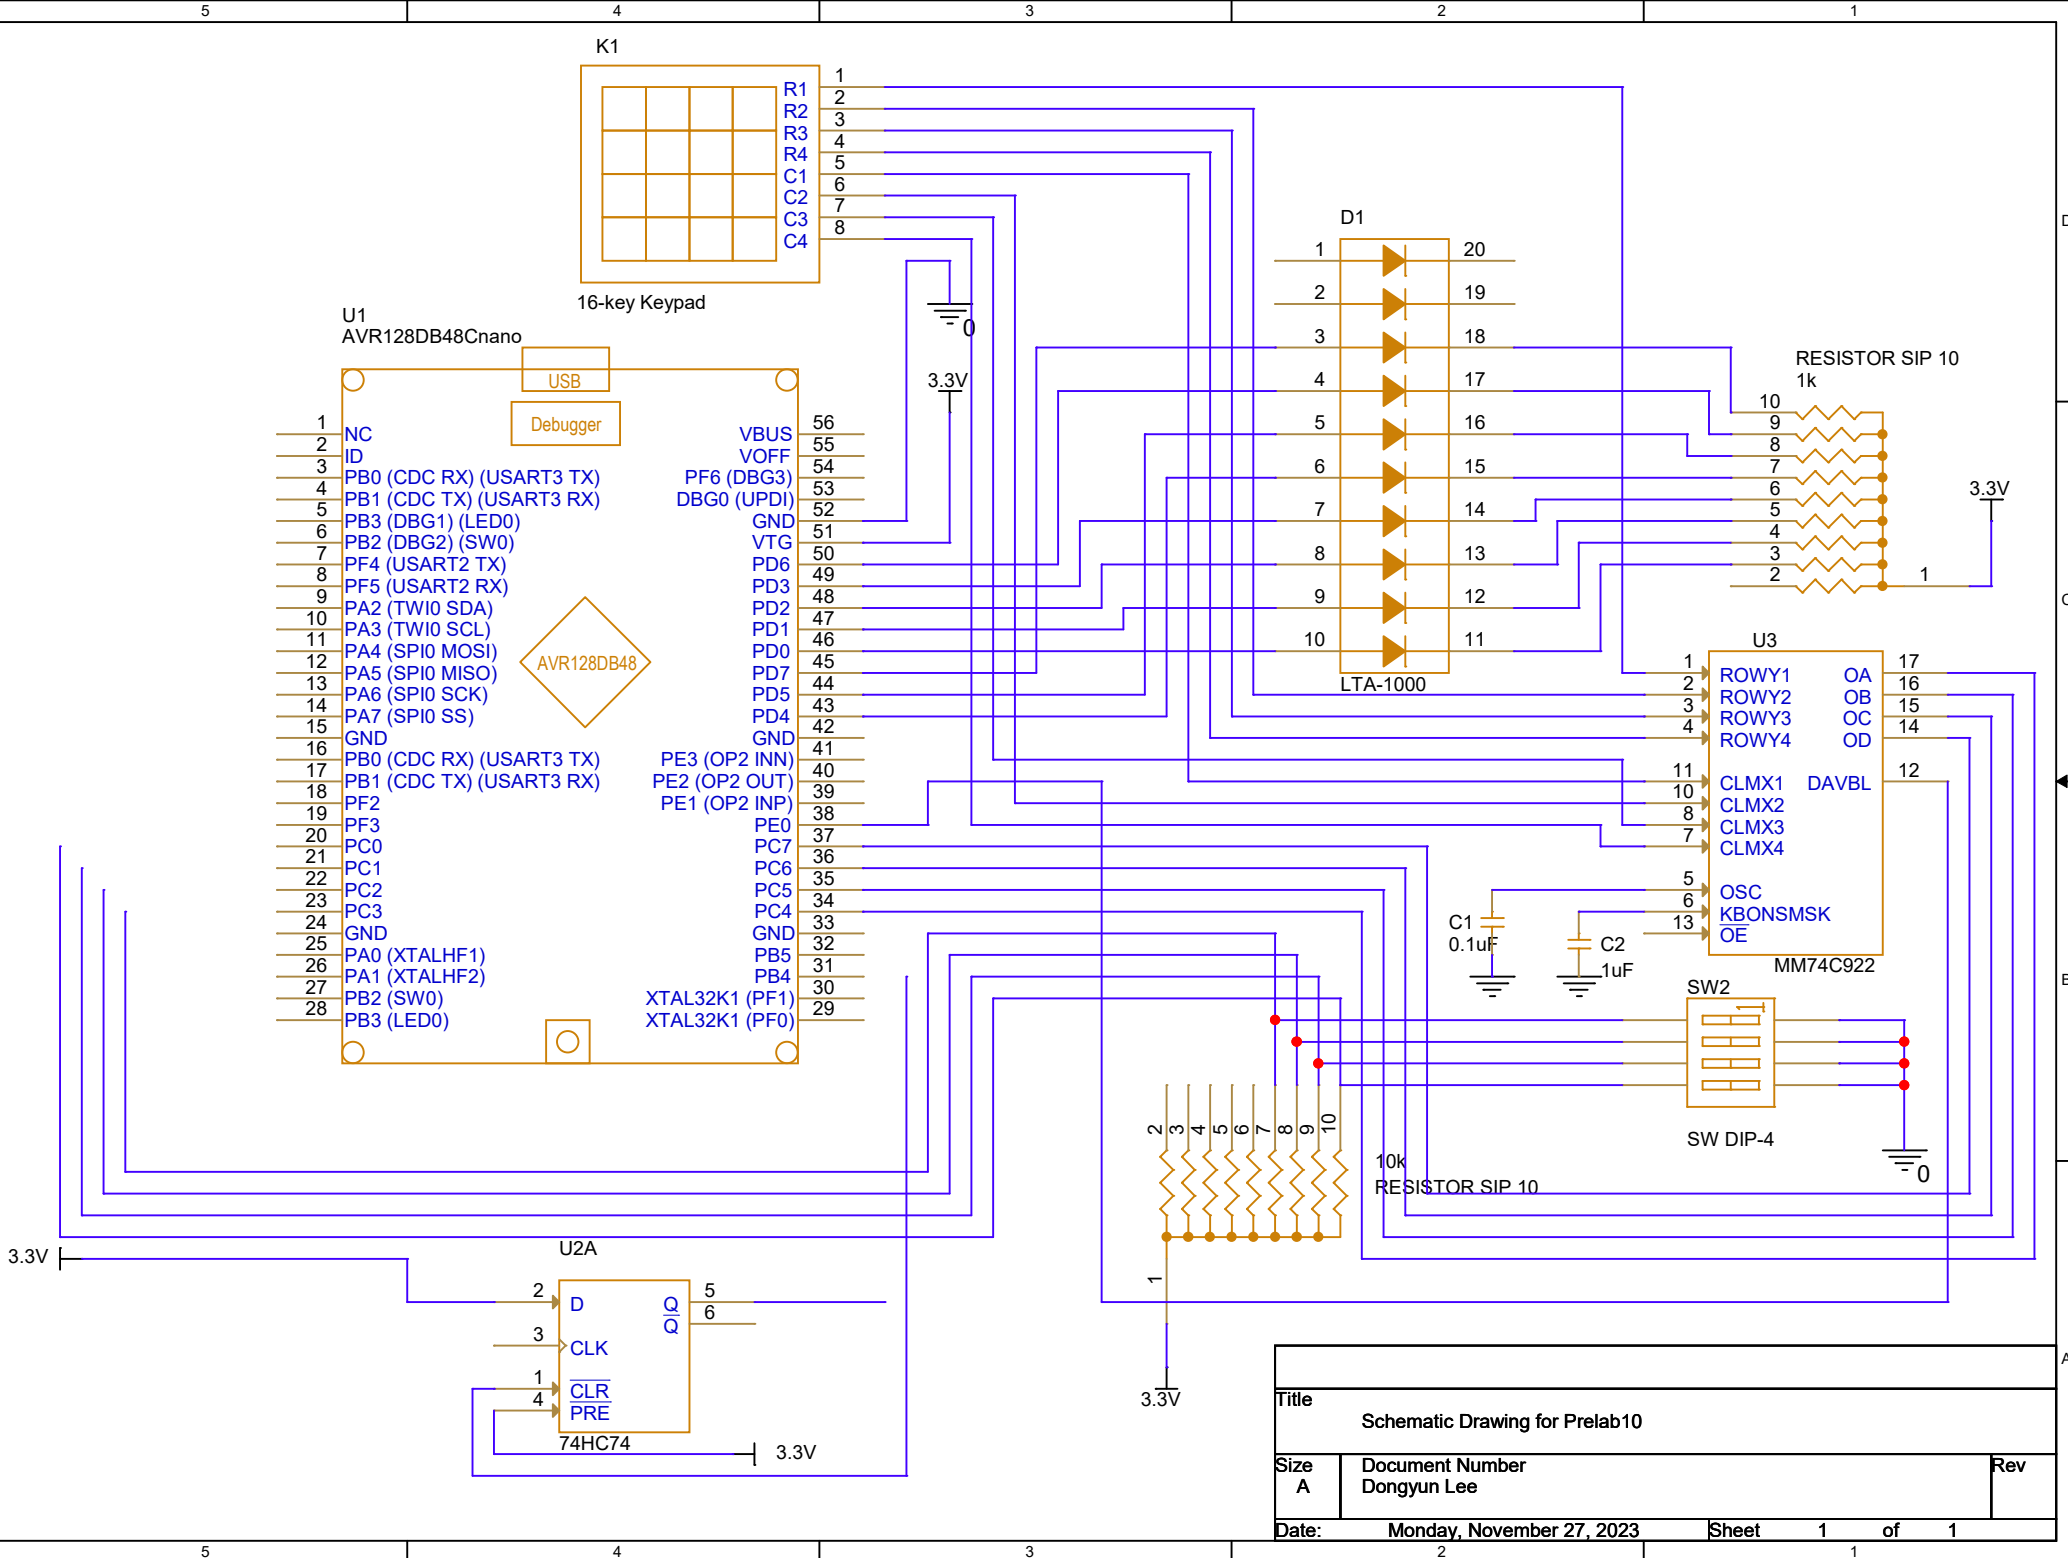 5 4 3 2 1
K1
R1 1
R2 2
R3 3
R4 4
C1 5
C2 6
C3 7
C4 8
16-key Keypad
0
3.3V
U1
AVR128DB48Cnano
USB
Debugger
AVR128DB48
1 NC
2 ID
3 PB0 (CDC RX) (USART3 TX)
4 PB1 (CDC TX) (USART3 RX)
5 PB3 (DBG1) (LED0)
6 PB2 (DBG2) (SW0)
7 PF4 (USART2 TX)
8 PF5 (USART2 RX)
9 PA2 (TWI0 SDA)
10 PA3 (TWI0 SCL)
11 PA4 (SPI0 MOSI)
12 PA5 (SPI0 MISO)
13 PA6 (SPI0 SCK)
14 PA7 (SPI0 SS)
15 GND
16 PB0 (CDC RX) (USART3 TX)
17 PB1 (CDC TX) (USART3 RX)
18 PF2
19 PF3
20 PC0
21 PC1
22 PC2
23 PC3
24 GND
25 PA0 (XTALHF1)
26 PA1 (XTALHF2)
27 PB2 (SW0)
28 PB3 (LED0)
VBUS 56
VOFF 55
PF6 (DBG3) 54
DBG0 (UPDI) 53
GND 52
VTG 51
PD6 50
PD3 49
PD2 48
PD1 47
PD0 46
PD7 45
PD5 44
PD4 43
GND 42
PE3 (OP2 INN) 41
PE2 (OP2 OUT) 40
PE1 (OP2 INP) 39
PE0 38
PC7 37
PC6 36
PC5 35
PC4 34
GND 33
PB5 32
PB4 31
XTAL32K1 (PF1) 30
XTAL32K1 (PF0) 29
D1
1 20
2 19
3 18
4 17
5 16
6 15
7 14
8 13
9 12
10 11
LTA-1000
RESISTOR SIP 10
1k
10
9
8
7
6
5
4
3
2
1
3.3V
U3
1 ROWY1
2 ROWY2
3 ROWY3
4 ROWY4
11 CLMX1
10 CLMX2
8 CLMX3
7 CLMX4
5 OSC
6 KBONSMSK
13 OE
OA 17
OB 16
OC 15
OD 14
DAVBL 12
MM74C922
C1
0.1uF
C2
1uF
SW2
1
SW DIP-4
0
2 3 4 5 6 7 8 9 10
10k
RESISTOR SIP 10
1
3.3V
3.3V
U2A
2 D
3 CLK
1 CLR
4 PRE
Q 5
Q 6
74HC74
3.3V
D
C
B
A
Title
Schematic Drawing for Prelab10
Size
A
Document Number
Dongyun Lee
Rev
Date: Monday, November 27, 2023 Sheet 1 of 1
5 4 3 2 1